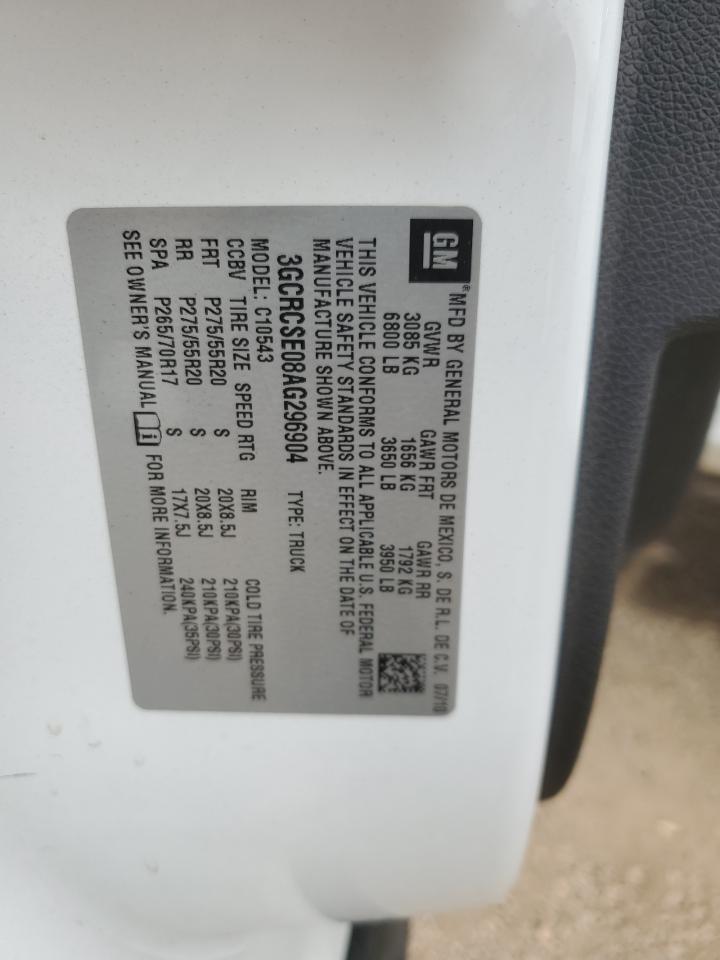 GM
® MFD BY GENERAL MOTORS DE MEXICO, S. DE R.L. DE C.V. 07/10
GVWR GAWR FRT GAWR RR
3085 KG 1656 KG 1792 KG
6800 LB 3650 LB 3950 LB
THIS VEHICLE CONFORMS TO ALL APPLICABLE U.S. FEDERAL MOTOR
VEHICLE SAFETY STANDARDS IN EFFECT ON THE DATE OF
MANUFACTURE SHOWN ABOVE.
3GCRCSE08AG296904 TYPE: TRUCK
MODEL: C10543
CCBV TIRE SIZE SPEED RTG RIM COLD TIRE PRESSURE
FRT P275/55R20 S 20X8.5J 210KPA(30PSI)
RR P275/55R20 S 20X8.5J 210KPA(30PSI)
SPA P265/70R17 S 17X7.5J 240KPA(35PSI)
SEE OWNER'S MANUAL FOR MORE INFORMATION.